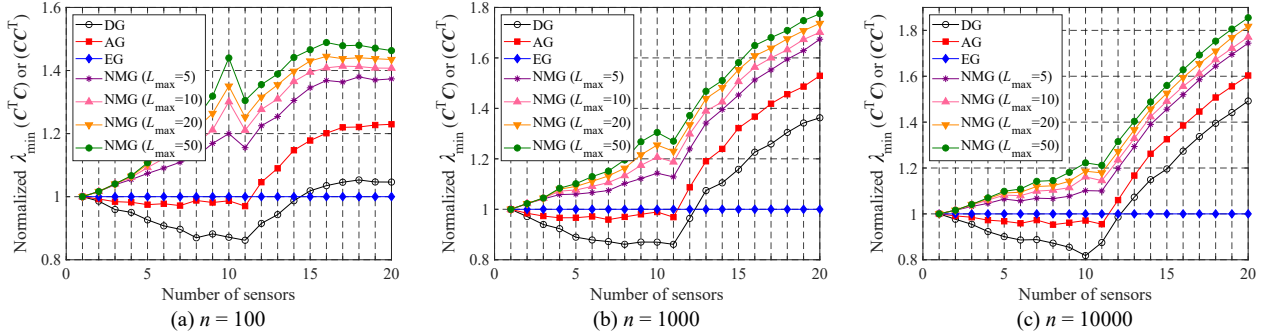 Normalized λmin (CᵀC) or (CCᵀ)
1.6
1.4
1.2
1
0.8
DG
AG
EG
NMG (Lmax=5)
NMG (Lmax=10)
NMG (Lmax=20)
NMG (Lmax=50)
0 5 10 15 20
Number of sensors
(a) n = 100
Normalized λmin (CᵀC) or (CCᵀ)
1.8
1.6
1.4
1.2
1
0.8
DG
AG
EG
NMG (Lmax=5)
NMG (Lmax=10)
NMG (Lmax=20)
NMG (Lmax=50)
0 5 10 15 20
Number of sensors
(b) n = 1000
Normalized λmin (CᵀC) or (CCᵀ)
1.8
1.6
1.4
1.2
1
0.8
DG
AG
EG
NMG (Lmax=5)
NMG (Lmax=10)
NMG (Lmax=20)
NMG (Lmax=50)
0 5 10 15 20
Number of sensors
(c) n = 10000